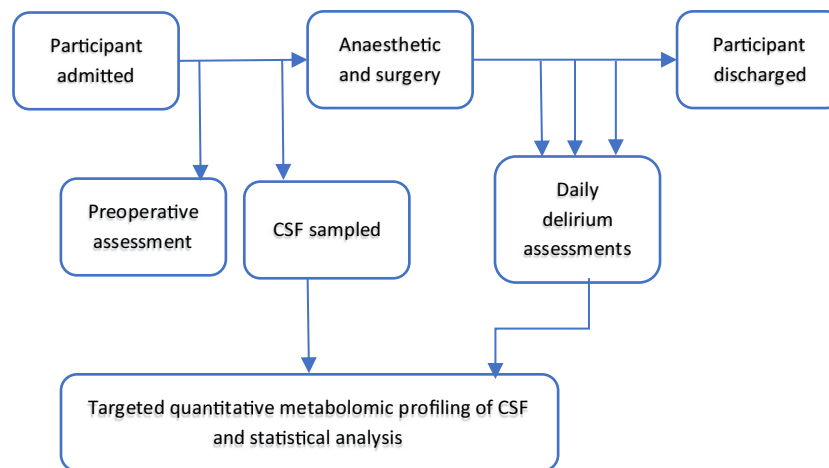 Participant
admitted
Anaesthetic
and surgery
Participant
discharged
Preoperative
assessment
CSF sampled
Daily
delirium
assessments
Targeted quantitative metabolomic profiling of CSF
and statistical analysis